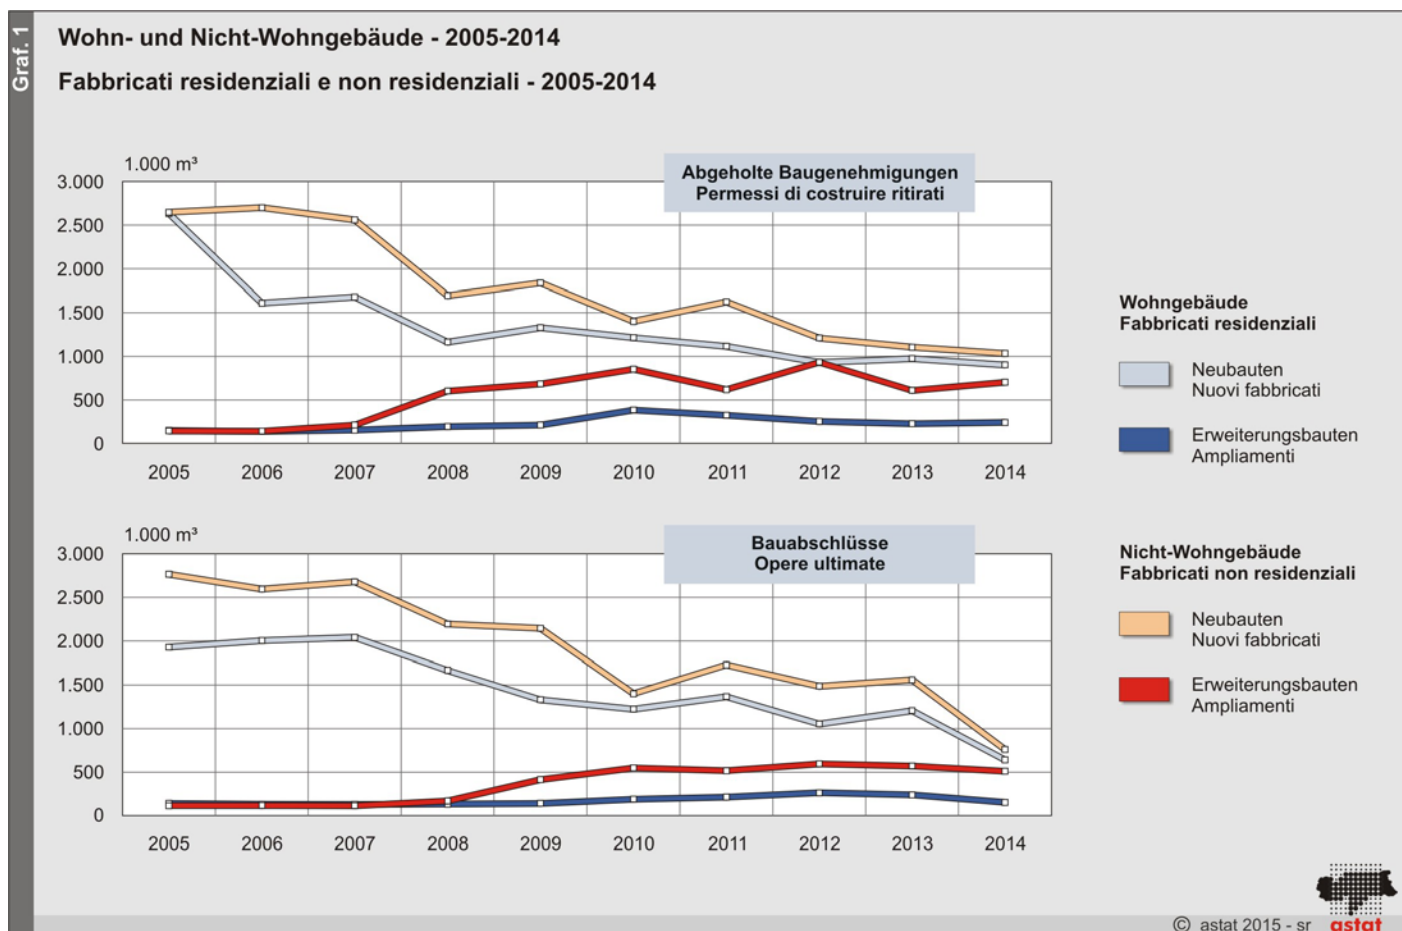 Graf. 1
Wohn- und Nicht-Wohngebäude - 2005-2014
Fabbricati residenziali e non residenziali - 2005-2014
1.000 m³
Abgeholte Baugenehmigungen
Permessi di costruire ritirati
3.000
2.500
2.000
1.500
1.000
500
0
2005 2006 2007 2008 2009 2010 2011 2012 2013 2014
1.000 m³
Bauabschlüsse
Opere ultimate
3.000
2.500
2.000
1.500
1.000
500
0
2005 2006 2007 2008 2009 2010 2011 2012 2013 2014
Wohngebäude
Fabbricati residenziali
Neubauten
Nuovi fabbricati
Erweiterungsbauten
Ampliamenti
Nicht-Wohngebäude
Fabbricati non residenziali
Neubauten
Nuovi fabbricati
Erweiterungsbauten
Ampliamenti
© astat 2015 - sr
astat